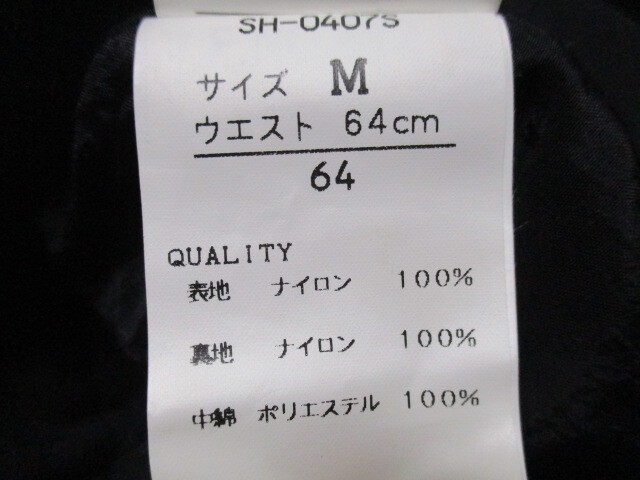 SH-0407S
サイズ M
ウエスト 64cm
64
QUALITY
表地 ナイロン 100%
裏地 ナイロン 100%
中綿 ポリエステル 100%